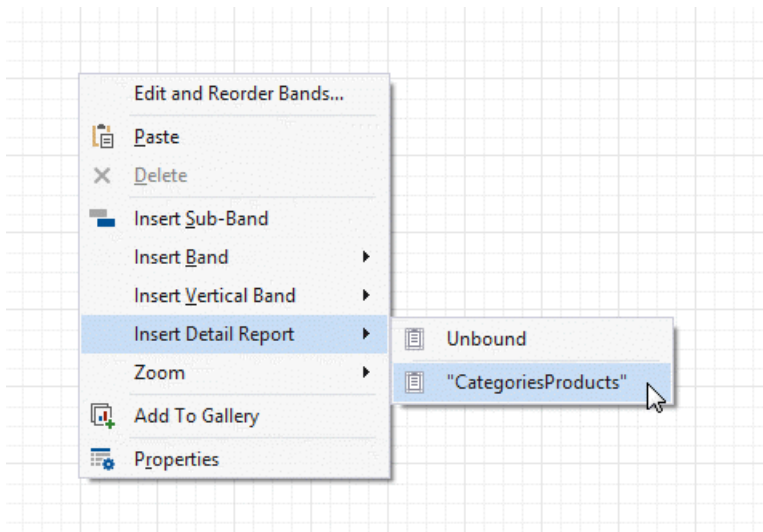 Edit and Reorder Bands...
Paste
Delete
Insert Sub-Band
Insert Band
Insert Vertical Band
Insert Detail Report
Unbound
Zoom
"CategoriesProducts"
Add To Gallery
Properties